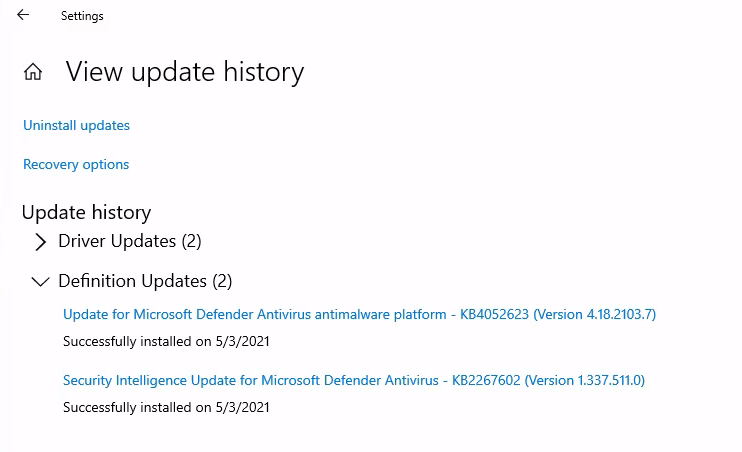 Settings
View update history
Uninstall updates
Recovery options
Update history
Driver Updates (2)
Definition Updates (2)
Update for Microsoft Defender Antivirus antimalware platform - KB4052623 (Version 4.18.2103.7)
Successfully installed on 5/3/2021
Security Intelligence Update for Microsoft Defender Antivirus - KB2267602 (Version 1.337.511.0)
Successfully installed on 5/3/2021